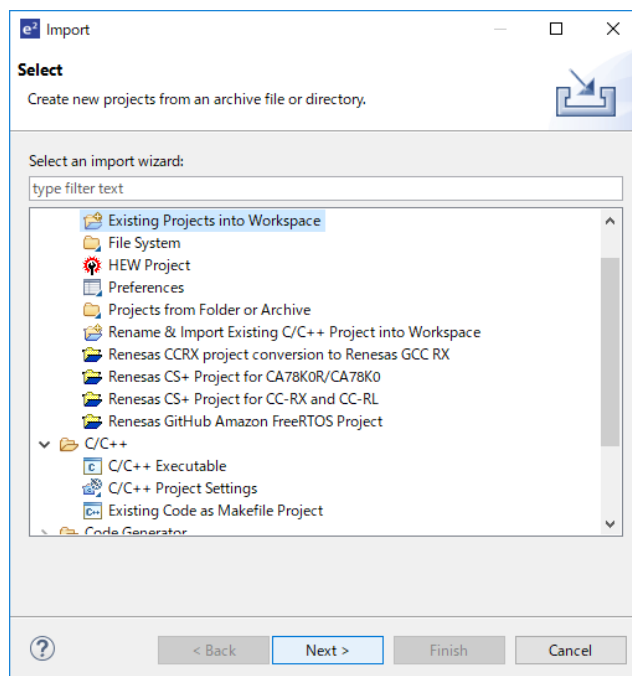 e² Import
Select
Create new projects from an archive file or directory.
Select an import wizard:
type filter text
Existing Projects into Workspace
File System
HEW Project
Preferences
Projects from Folder or Archive
Rename & Import Existing C/C++ Project into Workspace
Renesas CCRX project conversion to Renesas GCC RX
Renesas CS+ Project for CA78K0R/CA78K0
Renesas CS+ Project for CC-RX and CC-RL
Renesas GitHub Amazon FreeRTOS Project
C/C++
C/C++ Executable
C/C++ Project Settings
Existing Code as Makefile Project
Code Generator
? < Back Next > Finish Cancel